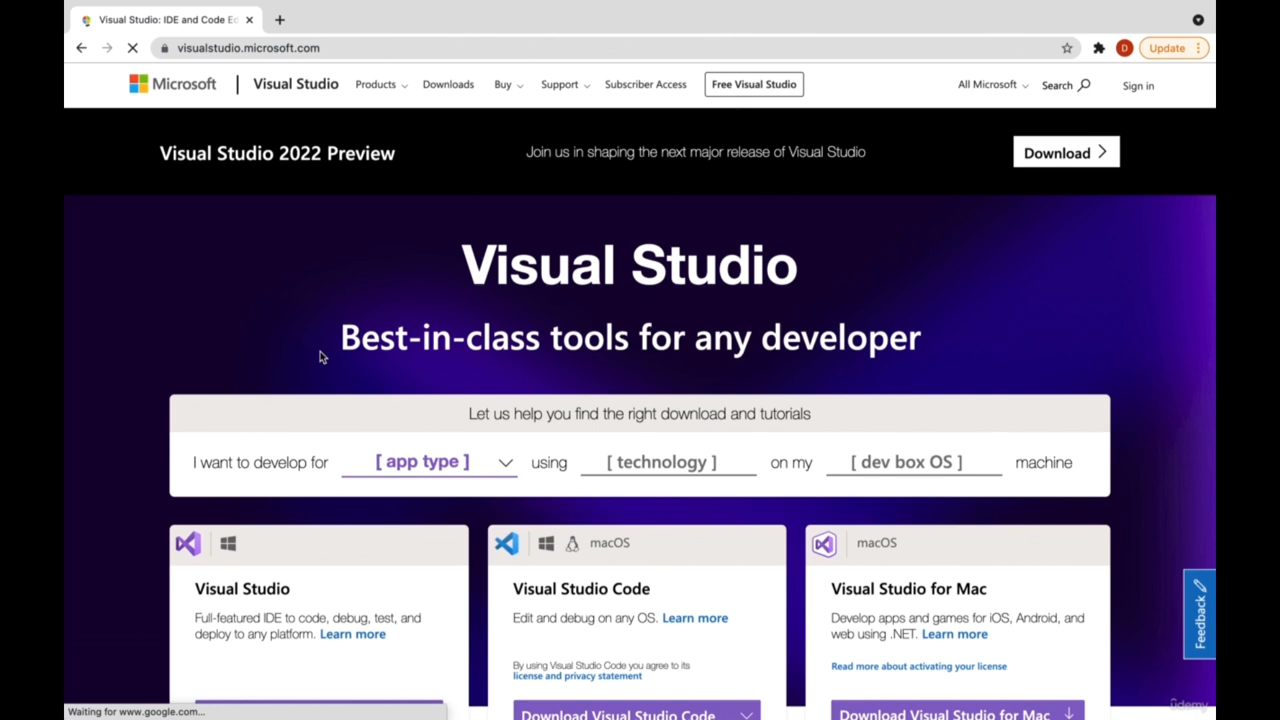 Visual Studio: IDE and Code Ec
visualstudio.microsoft.com
D
Update
Microsoft
Visual Studio
Products
Downloads
Buy
Support
Subscriber Access
Free Visual Studio
All Microsoft
Search
Sign in
Visual Studio 2022 Preview
Join us in shaping the next major release of Visual Studio
Download
Visual Studio
Best-in-class tools for any developer
Let us help you find the right download and tutorials
I want to develop for [ app type ] using [ technology ] on my [ dev box OS ] machine
Visual Studio
Full-featured IDE to code, debug, test, and
deploy to any platform. Learn more
macOS
Visual Studio Code
Edit and debug on any OS. Learn more
By using Visual Studio Code you agree to its
license and privacy statement
Download Visual Studio Code
macOS
Visual Studio for Mac
Develop apps and games for iOS, Android, and
web using .NET. Learn more
Read more about activating your license
Download Visual Studio for Mac
Feedback
Waiting for www.google.com...
udemy